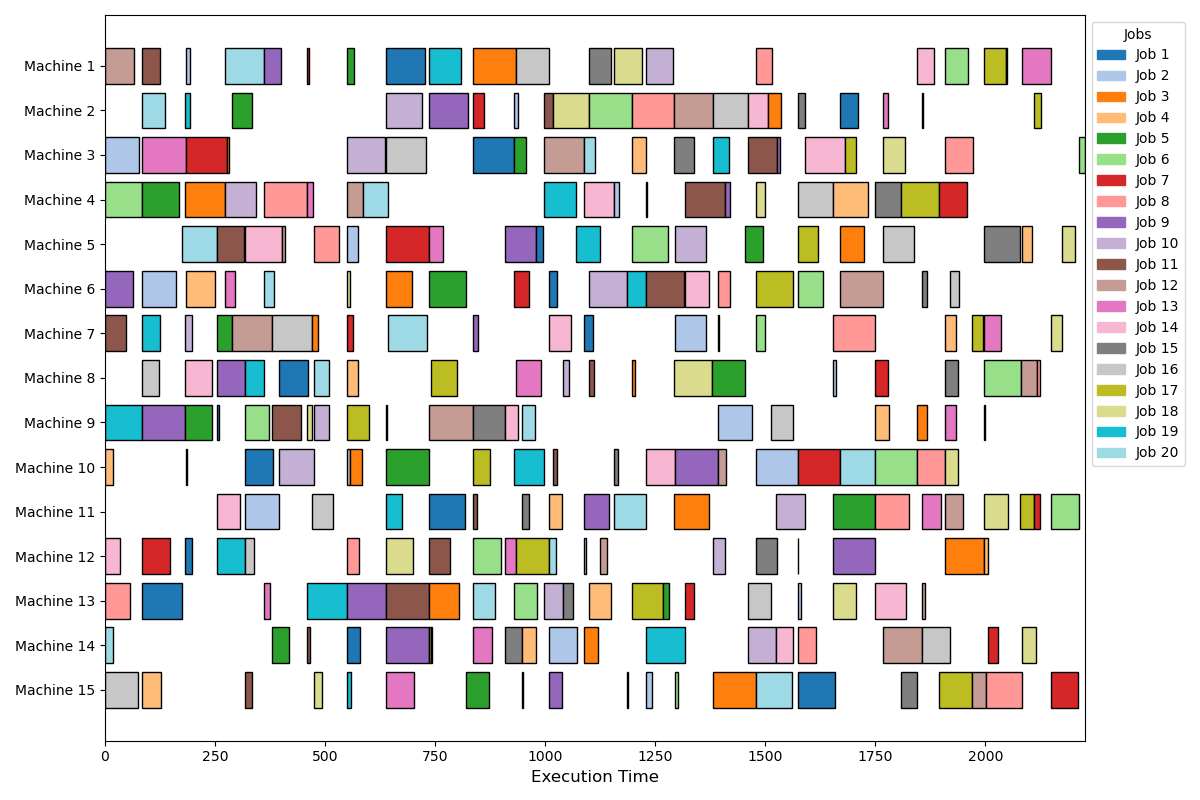 Machine 1
Machine 2
Machine 3
Machine 4
Machine 5
Machine 6
Machine 7
Machine 8
Machine 9
Machine 10
Machine 11
Machine 12
Machine 13
Machine 14
Machine 15
0 250 500 750 1000 1250 1500 1750 2000
Execution Time
Jobs
Job 1
Job 2
Job 3
Job 4
Job 5
Job 6
Job 7
Job 8
Job 9
Job 10
Job 11
Job 12
Job 13
Job 14
Job 15
Job 16
Job 17
Job 18
Job 19
Job 20